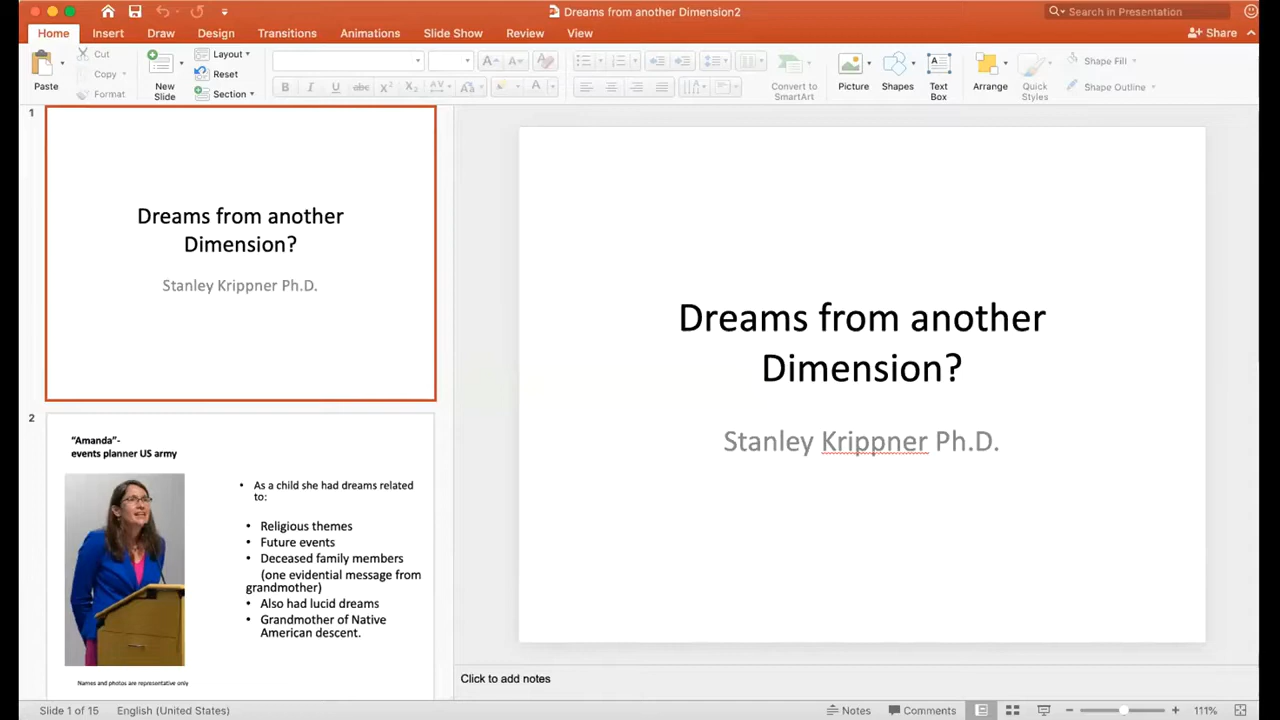 Dreams from another Dimension2
Search in Presentation
Home Insert Draw Design Transitions Animations Slide Show Review View
Share
Paste
Cut
Copy
Format
New
Slide
Layout
Reset
Section
B I U abc X² X₂ AV Aa
A
Convert to
SmartArt
Picture
Shapes
Text
Box
Arrange
Quick
Styles
Shape Fill
Shape Outline
1
Dreams from another
Dimension?
Stanley Krippner Ph.D.
2
“Amanda”-
events planner US army
• As a child she had dreams related
to:
• Religious themes
• Future events
• Deceased family members
(one evidential message from
grandmother)
• Also had lucid dreams
• Grandmother of Native
American descent.
Names and photos are representative only
Dreams from another
Dimension?
Stanley Krippner Ph.D.
Click to add notes
Slide 1 of 15 English (United States)
Notes Comments 111%